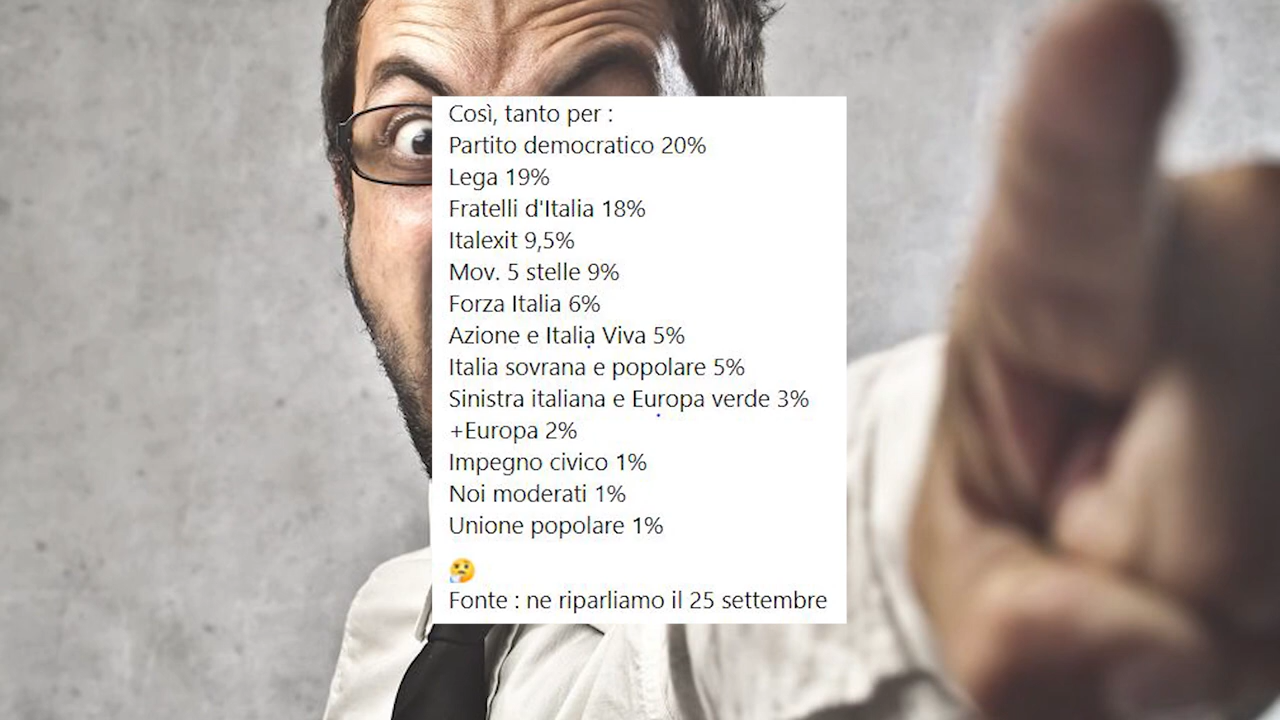 Così, tanto per :
Partito democratico 20%
Lega 19%
Fratelli d'Italia 18%
Italexit 9,5%
Mov. 5 stelle 9%
Forza Italia 6%
Azione e Italia Viva 5%
Italia sovrana e popolare 5%
Sinistra italiana e Europa verde 3%
+Europa 2%
Impegno civico 1%
Noi moderati 1%
Unione popolare 1%
🤔
Fonte : ne riparliamo il 25 settembre